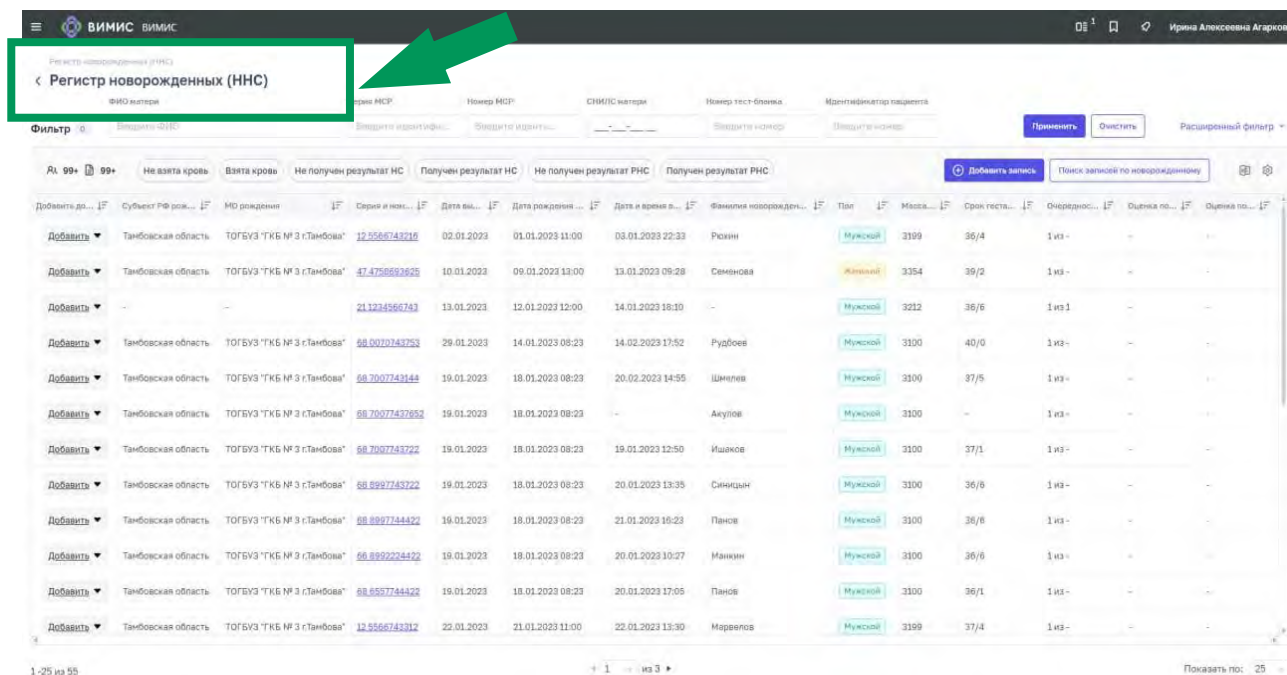 ВИМИС ВИМИС 1 Ирина Алексеевна Агарков
Регистр новорожденных (ННС)
‹ Регистр новорожденных (ННС)
ФИО матери Серия МСР Номер МСР СНИЛС матери Номер тест-бланка Идентификатор пациента
Фильтр 0 Введите ФИО Введите идентифи... Введите иденти... _-_-_ Введите номер Введите номер Применить Очистить Расширенный фильтр
99+ 99+ Не взята кровь Взята кровь Не получен результат НС Получен результат НС Не получен результат РНС Получен результат РНС Добавить запись Поиск записей по новорожденному
Добавить до... Субъект РФ рож... МО рождения Серия и ном... Дата вы... Дата рождения ... Дата и время в... Фамилия новорожден... Пол Масса... Срок геста... Очереднос... Оценка по... Оценка по...
Добавить Тамбовская область ТОГБУЗ "ГКБ № 3 г.Тамбова" 12 5566743216 02.01.2023 01.01.2023 11:00 03.01.2023 22:33 Рюхин Мужской 3199 36/4 1 из - - -
Добавить Тамбовская область ТОГБУЗ "ГКБ № 3 г.Тамбова" 47 4758693625 10.01.2023 09.01.2023 13:00 13.01.2023 09:28 Семенова Женский 3354 39/2 1 из - - -
Добавить - - 21 1234566743 13.01.2023 12.01.2023 12:00 14.01.2023 18:10 - Мужской 3212 36/6 1 из 1 - -
Добавить Тамбовская область ТОГБУЗ "ГКБ № 3 г.Тамбова" 68 0070743753 29.01.2023 14.01.2023 08:23 14.02.2023 17:52 Рудбоев Мужской 3100 40/0 1 из - - -
Добавить Тамбовская область ТОГБУЗ "ГКБ № 3 г.Тамбова" 68 7007743144 19.01.2023 18.01.2023 08:23 20.02.2023 14:55 Шмелев Мужской 3100 37/5 1 из - - -
Добавить Тамбовская область ТОГБУЗ "ГКБ № 3 г.Тамбова" 68 70077437652 19.01.2023 18.01.2023 08:23 - Акулов Мужской 3100 - 1 из - - -
Добавить Тамбовская область ТОГБУЗ "ГКБ № 3 г.Тамбова" 68 7007743722 19.01.2023 18.01.2023 08:23 19.01.2023 12:50 Ишаков Мужской 3100 37/1 1 из - - -
Добавить Тамбовская область ТОГБУЗ "ГКБ № 3 г.Тамбова" 68 8997743722 19.01.2023 18.01.2023 08:23 20.01.2023 13:35 Синицын Мужской 3100 36/6 1 из - - -
Добавить Тамбовская область ТОГБУЗ "ГКБ № 3 г.Тамбова" 68 8997744422 19.01.2023 18.01.2023 08:23 21.01.2023 16:23 Панов Мужской 3100 36/6 1 из - - -
Добавить Тамбовская область ТОГБУЗ "ГКБ № 3 г.Тамбова" 66 8992224422 19.01.2023 18.01.2023 08:23 20.01.2023 10:27 Манкин Мужской 3100 36/6 1 из - - -
Добавить Тамбовская область ТОГБУЗ "ГКБ № 3 г.Тамбова" 68 6557744422 19.01.2023 18.01.2023 08:23 20.01.2023 17:05 Панов Мужской 3100 36/1 1 из - - -
Добавить Тамбовская область ТОГБУЗ "ГКБ № 3 г.Тамбова" 12 5566743312 22.01.2023 21.01.2023 11:00 22.01.2023 13:30 Марвелов Мужской 3199 37/4 1 из - - -
1-25 из 55 1 из 3 Показать по: 25